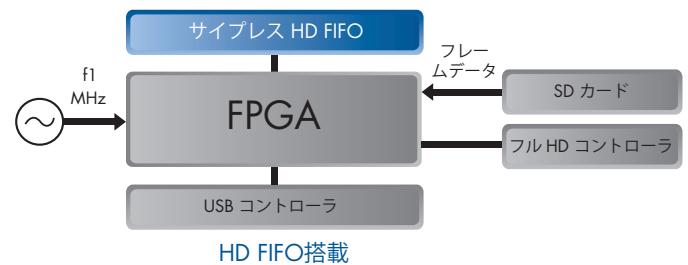 サイプレス HD FIFO
f1
MHz
FPGA
フレー
ムデータ
SD カード
フル HD コントローラ
USB コントローラ
HD FIFO搭載